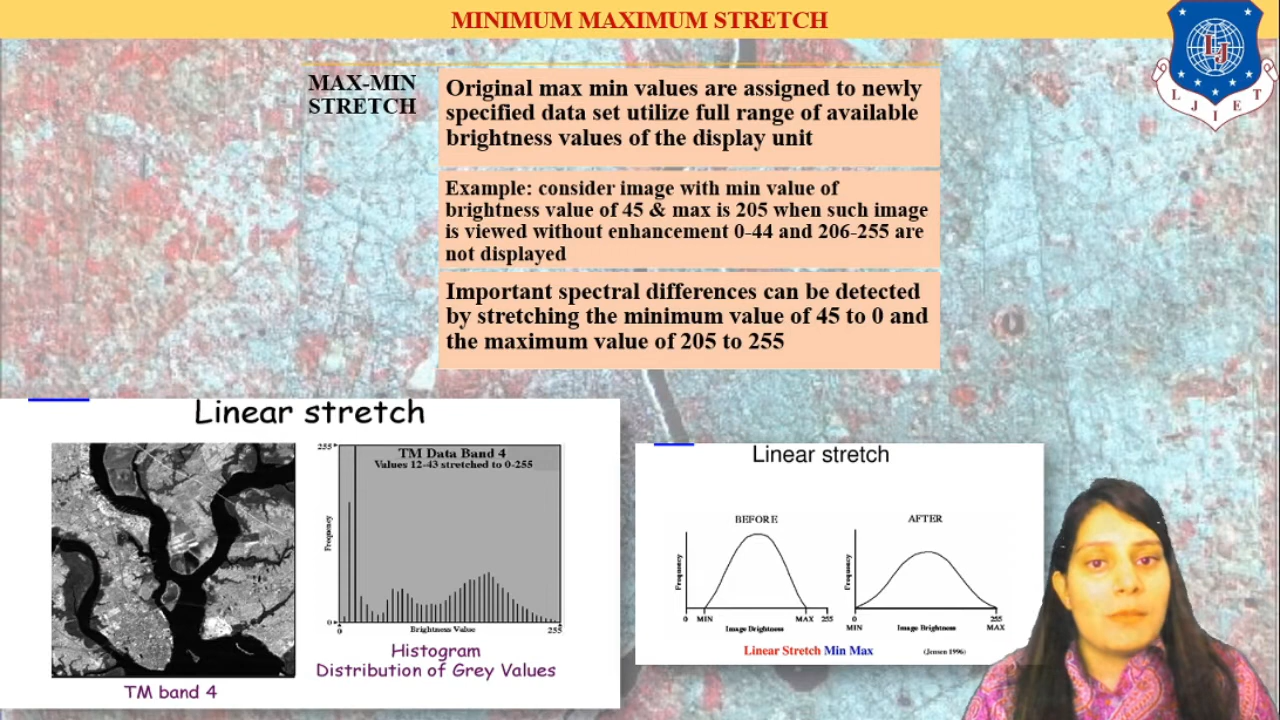 MINIMUM MAXIMUM STRETCH
L J I E T
LJ
MAX-MIN
STRETCH
Original max min values are assigned to newly
specified data set utilize full range of available
brightness values of the display unit
Example: consider image with min value of
brightness value of 45 & max is 205 when such image
is viewed without enhancement 0-44 and 206-255 are
not displayed
Important spectral differences can be detected
by stretching the minimum value of 45 to 0 and
the maximum value of 205 to 255
Linear stretch
255
TM Data Band 4
Values 12-43 stretched to 0-255
Frequency
0
0
Brightness Value
255
Histogram
Distribution of Grey Values
TM band 4
Linear stretch
BEFORE
Frequency
0
MIN
MAX
255
Image Brightness
AFTER
Frequency
0
MIN
255
MAX
Image Brightness
Linear Stretch Min Max
(Jensen 1996)